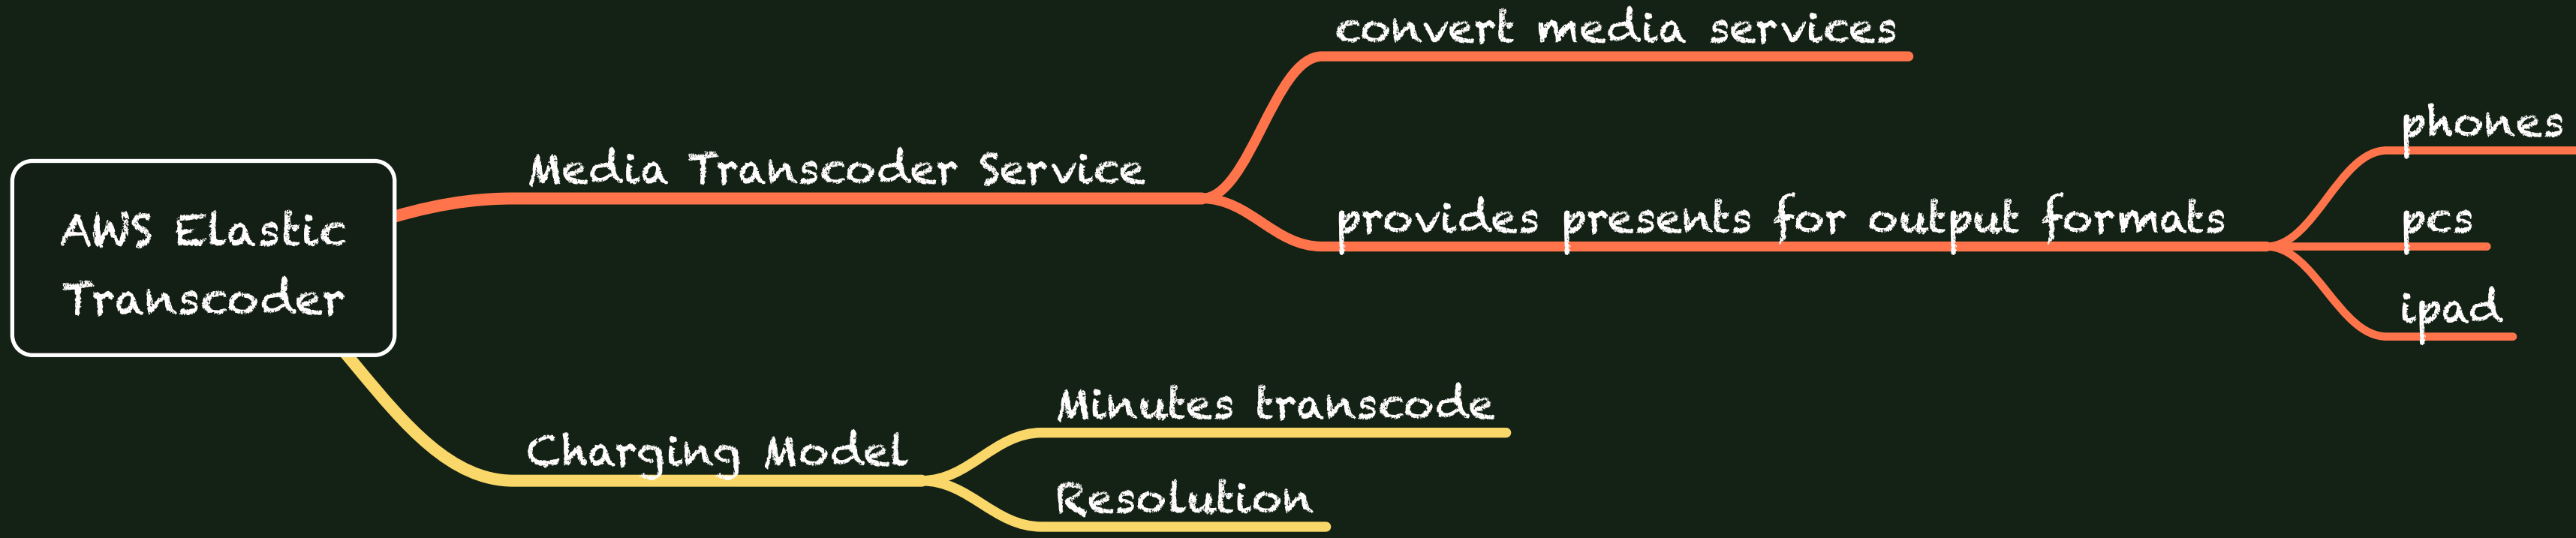 AWS Elastic
Transcoder
Media Transcoder Service
convert media services
provides presents for output formats
phones
pcs
ipad
Charging Model
Minutes transcode
Resolution